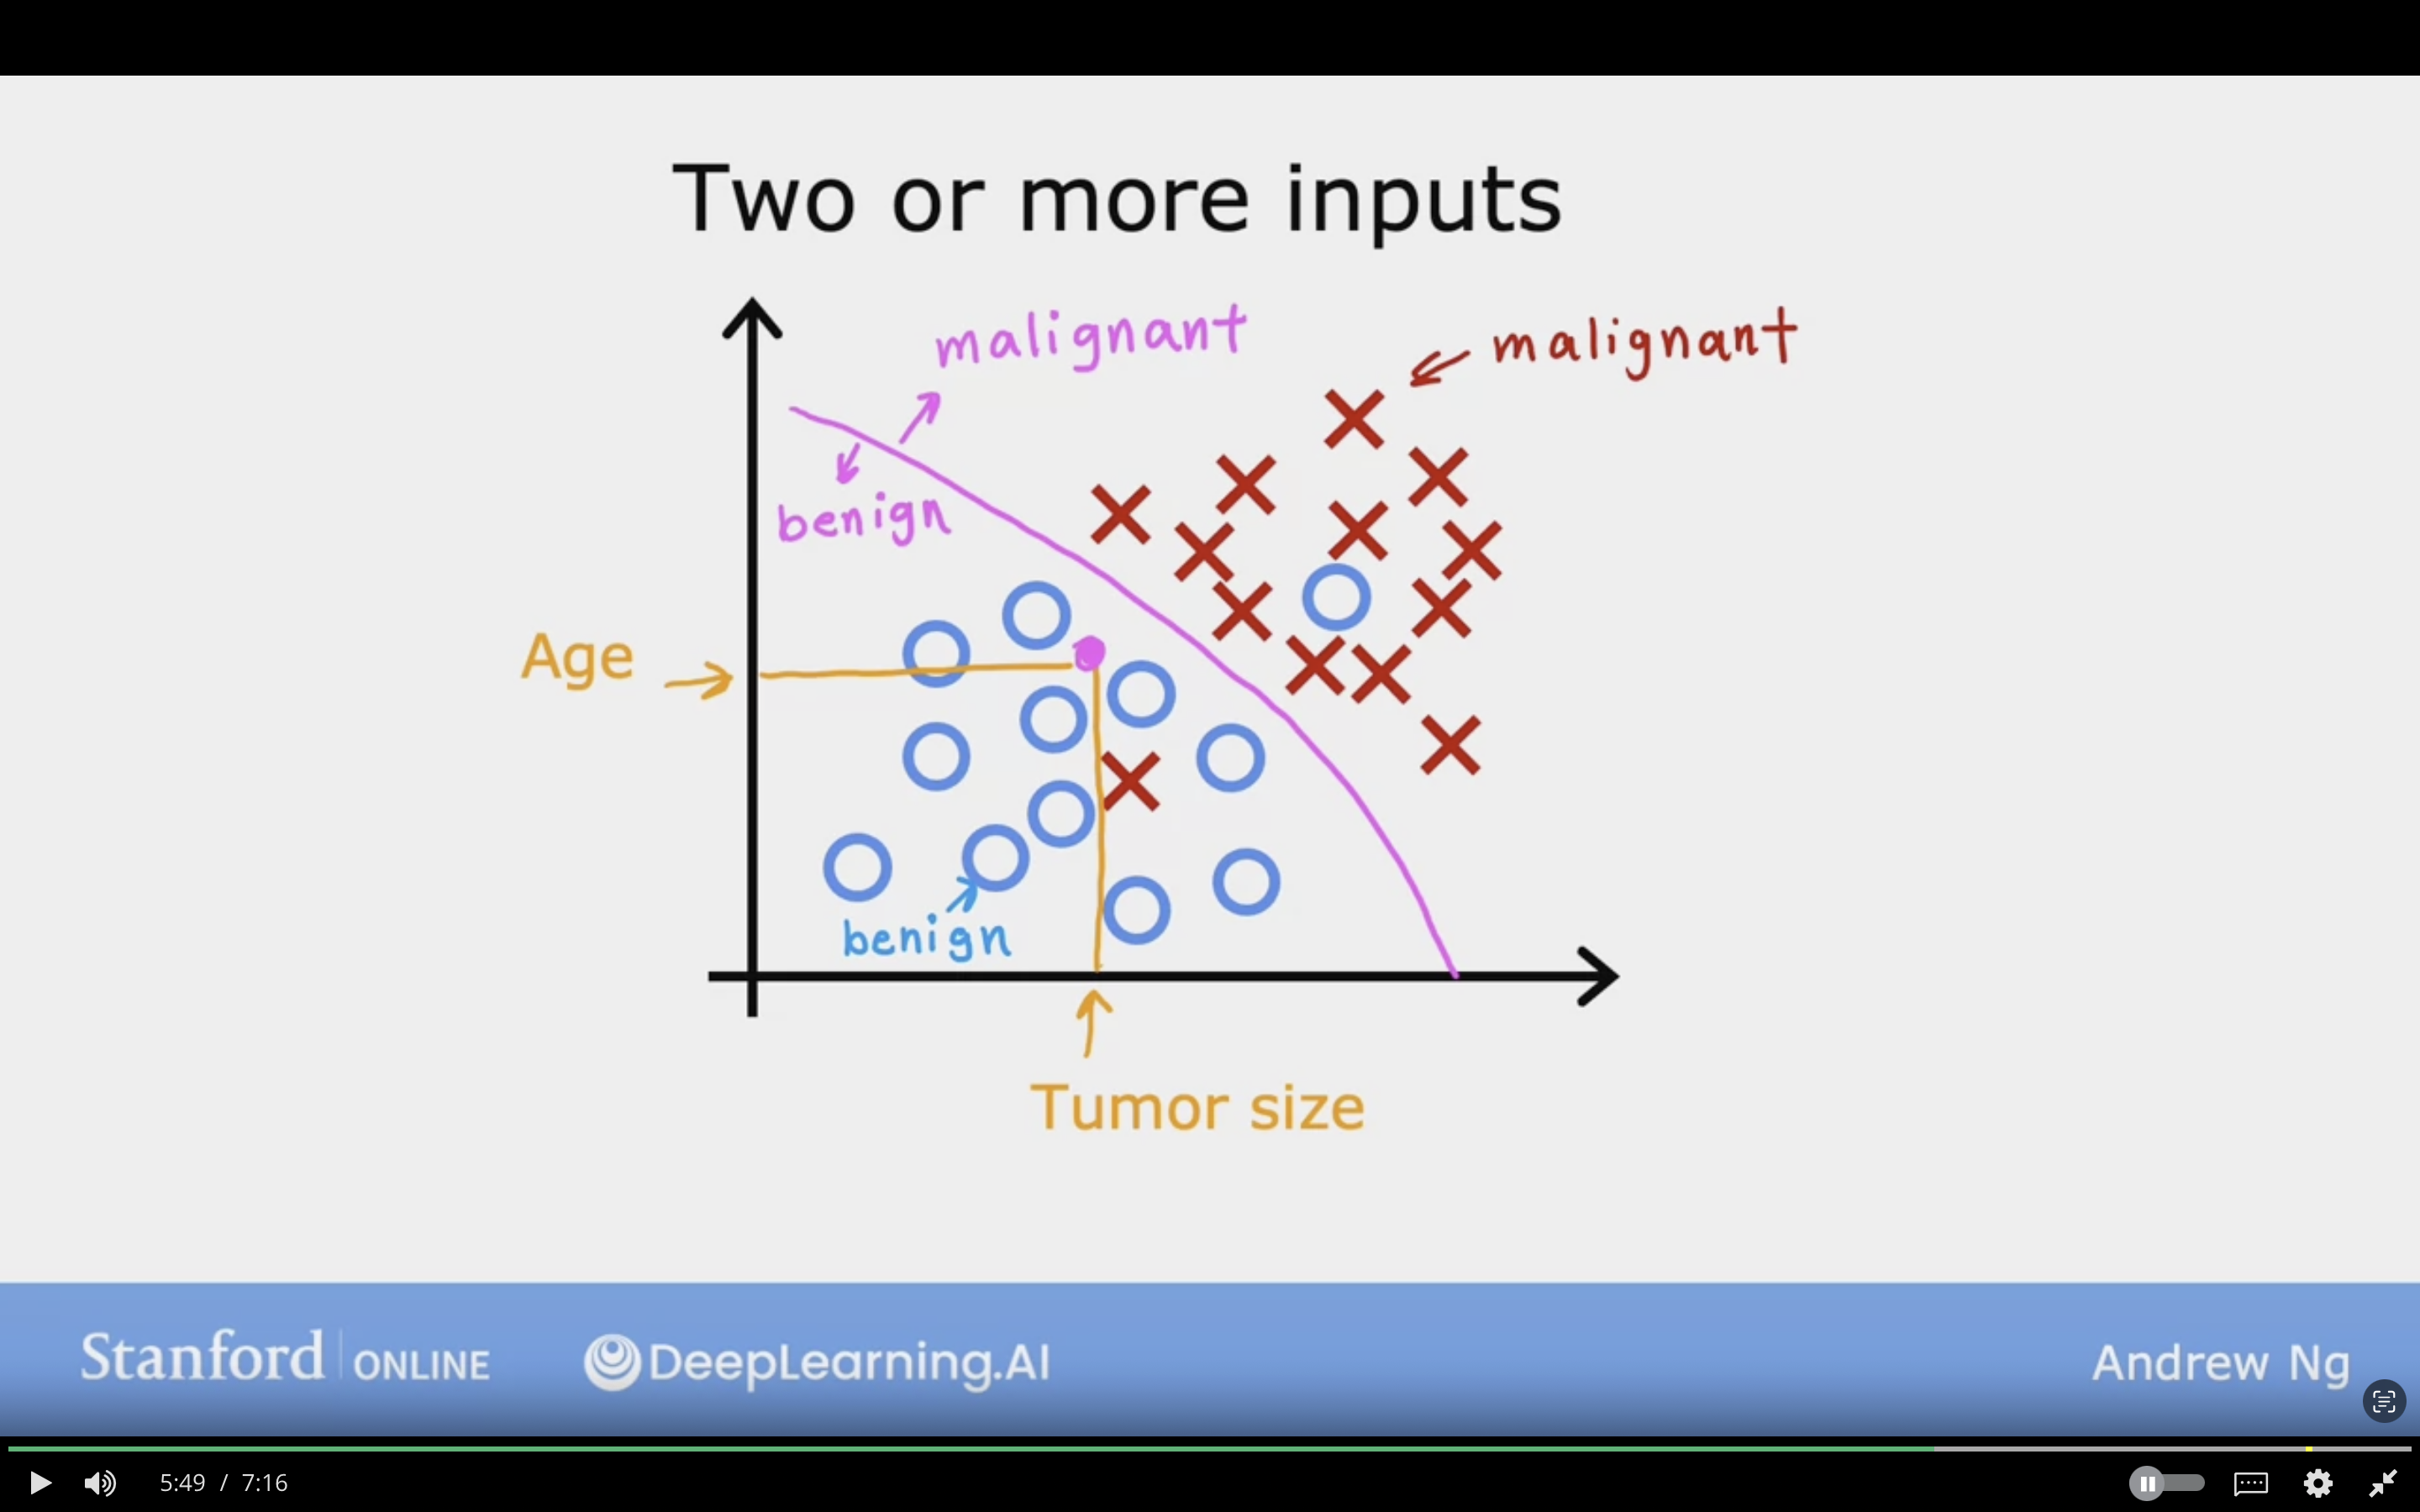 Two or more inputs
malignant
malignant
benign
Age
benign
Tumor size
Stanford ONLINE DeepLearning.AI Andrew Ng
5:49 / 7:16